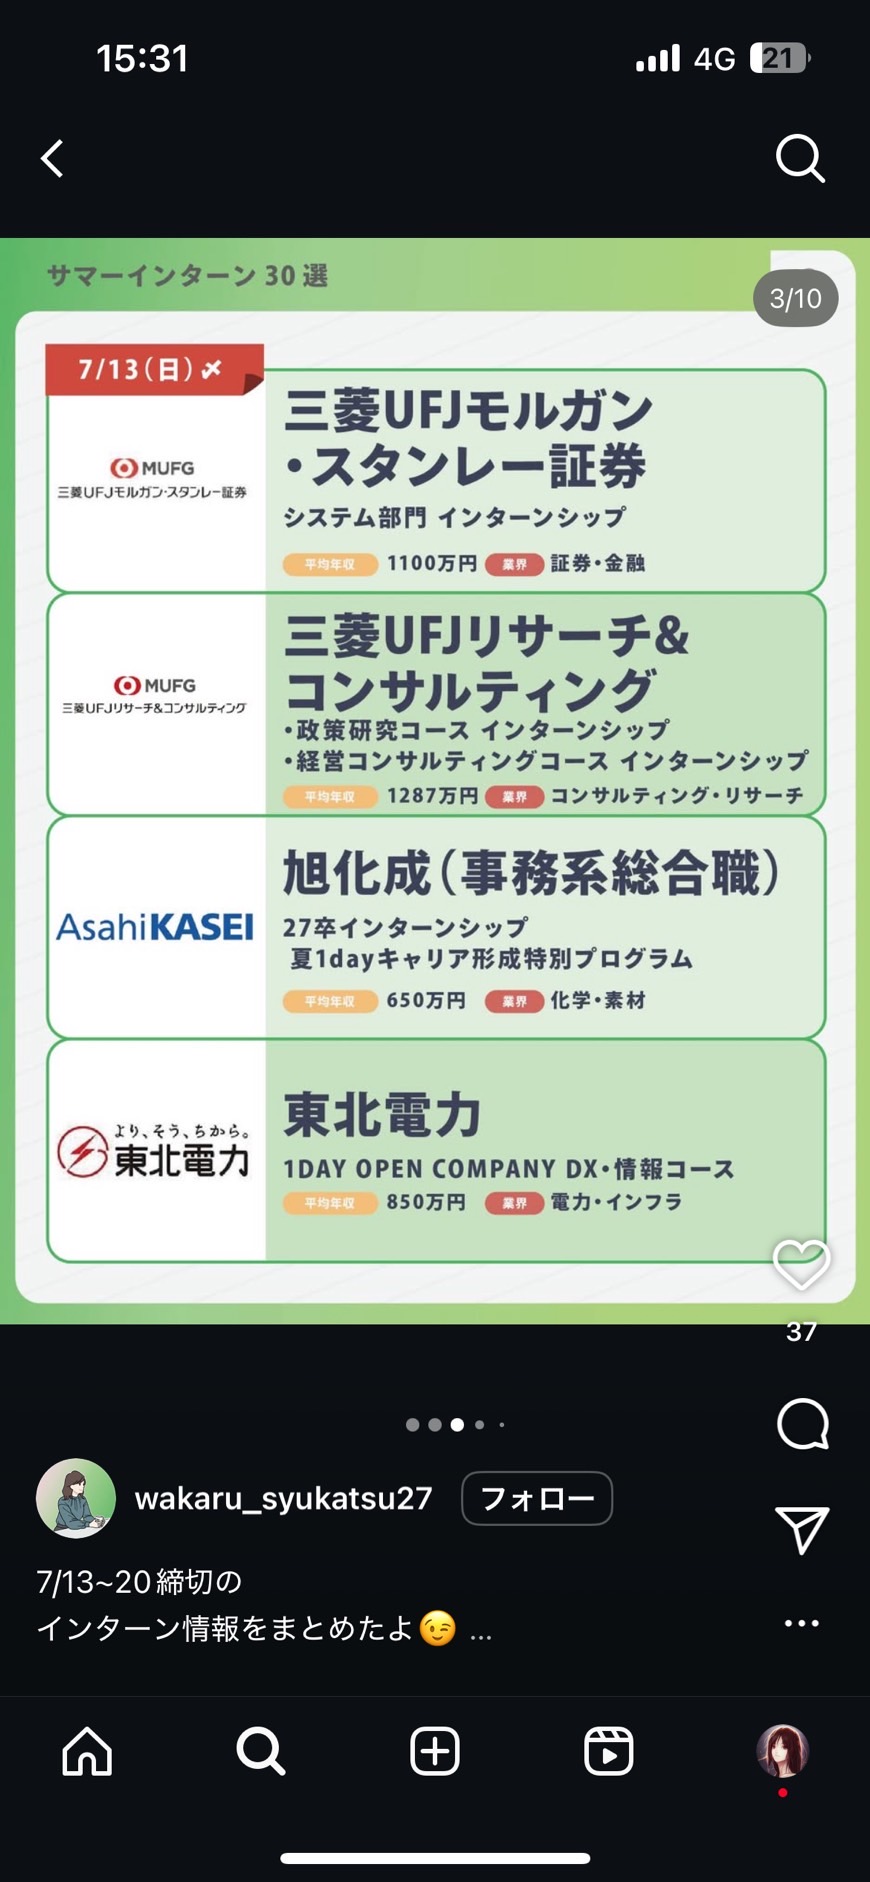 15:31
4G
21
サマーインターン 30 選
3/10
7/13(日)〆
MUFG
三菱UFJモルガン・スタンレー証券
三菱UFJモルガン
・スタンレー証券
システム部門 インターンシップ
平均年収 1100万円 業界 証券・金融
MUFG
三菱UFJリサーチ&コンサルティング
三菱UFJリサーチ&
コンサルティング
・政策研究コース インターンシップ
・経営コンサルティングコース インターンシップ
平均年収 1287万円 業界 コンサルティング・リサーチ
AsahiKASEI
旭化成(事務系総合職)
27卒インターンシップ
夏1dayキャリア形成特別プログラム
平均年収 650万円 業界 化学・素材
より、そう、ちから。
東北電力
東北電力
1DAY OPEN COMPANY DX・情報コース
平均年収 850万円 業界 電力・インフラ
37
wakaru_syukatsu27 フォロー
7/13~20締切の
インターン情報をまとめたよ😉 ...